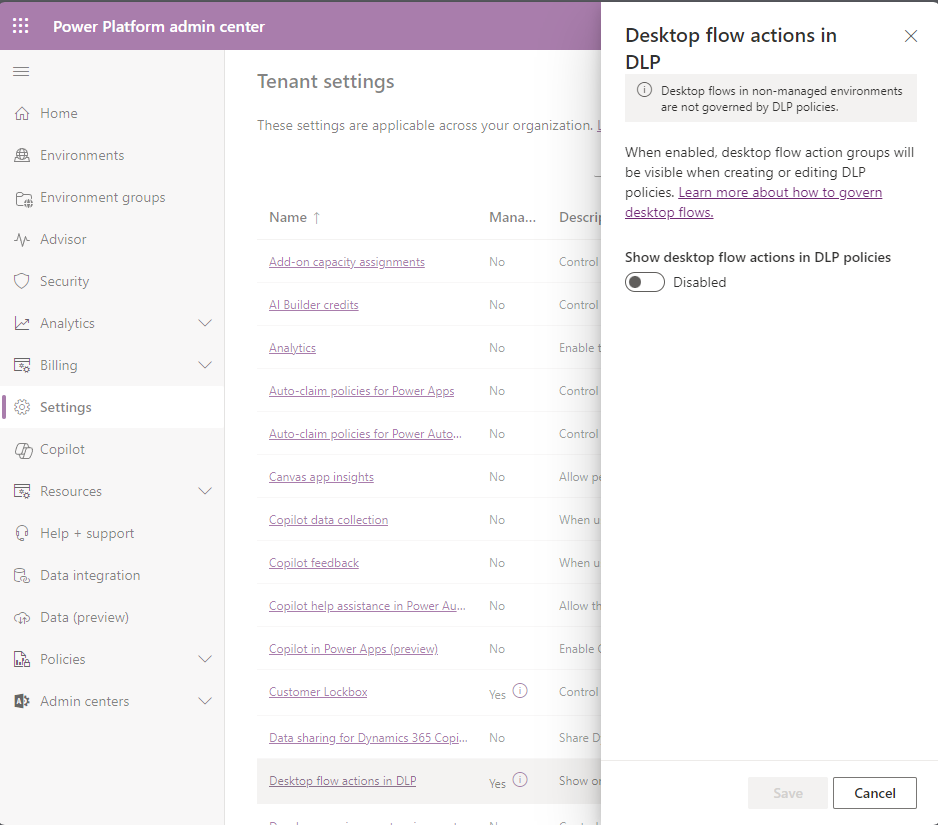 Power Platform admin center
Home
Environments
Environment groups
Advisor
Security
Analytics
Billing
Settings
Copilot
Resources
Help + support
Data integration
Data (preview)
Policies
Admin centers
Tenant settings
These settings are applicable across your organization.
Name ↑ Mana... Descrip
Add-on capacity assignments No Control
AI Builder credits No Control
Analytics No Enable t
Auto-claim policies for Power Apps No Control
Auto-claim policies for Power Auto... No Control
Canvas app insights No Allow pe
Copilot data collection No When u
Copilot feedback No When u
Copilot help assistance in Power Au... No Allow th
Copilot in Power Apps (preview) No Enable C
Customer Lockbox Yes Control
Data sharing for Dynamics 365 Copi... No Share D
Desktop flow actions in DLP Yes Show or
Desktop flow actions in
DLP
Desktop flows in non-managed environments
are not governed by DLP policies.
When enabled, desktop flow action groups will
be visible when creating or editing DLP
policies. Learn more about how to govern
desktop flows.
Show desktop flow actions in DLP policies
Disabled
Save Cancel